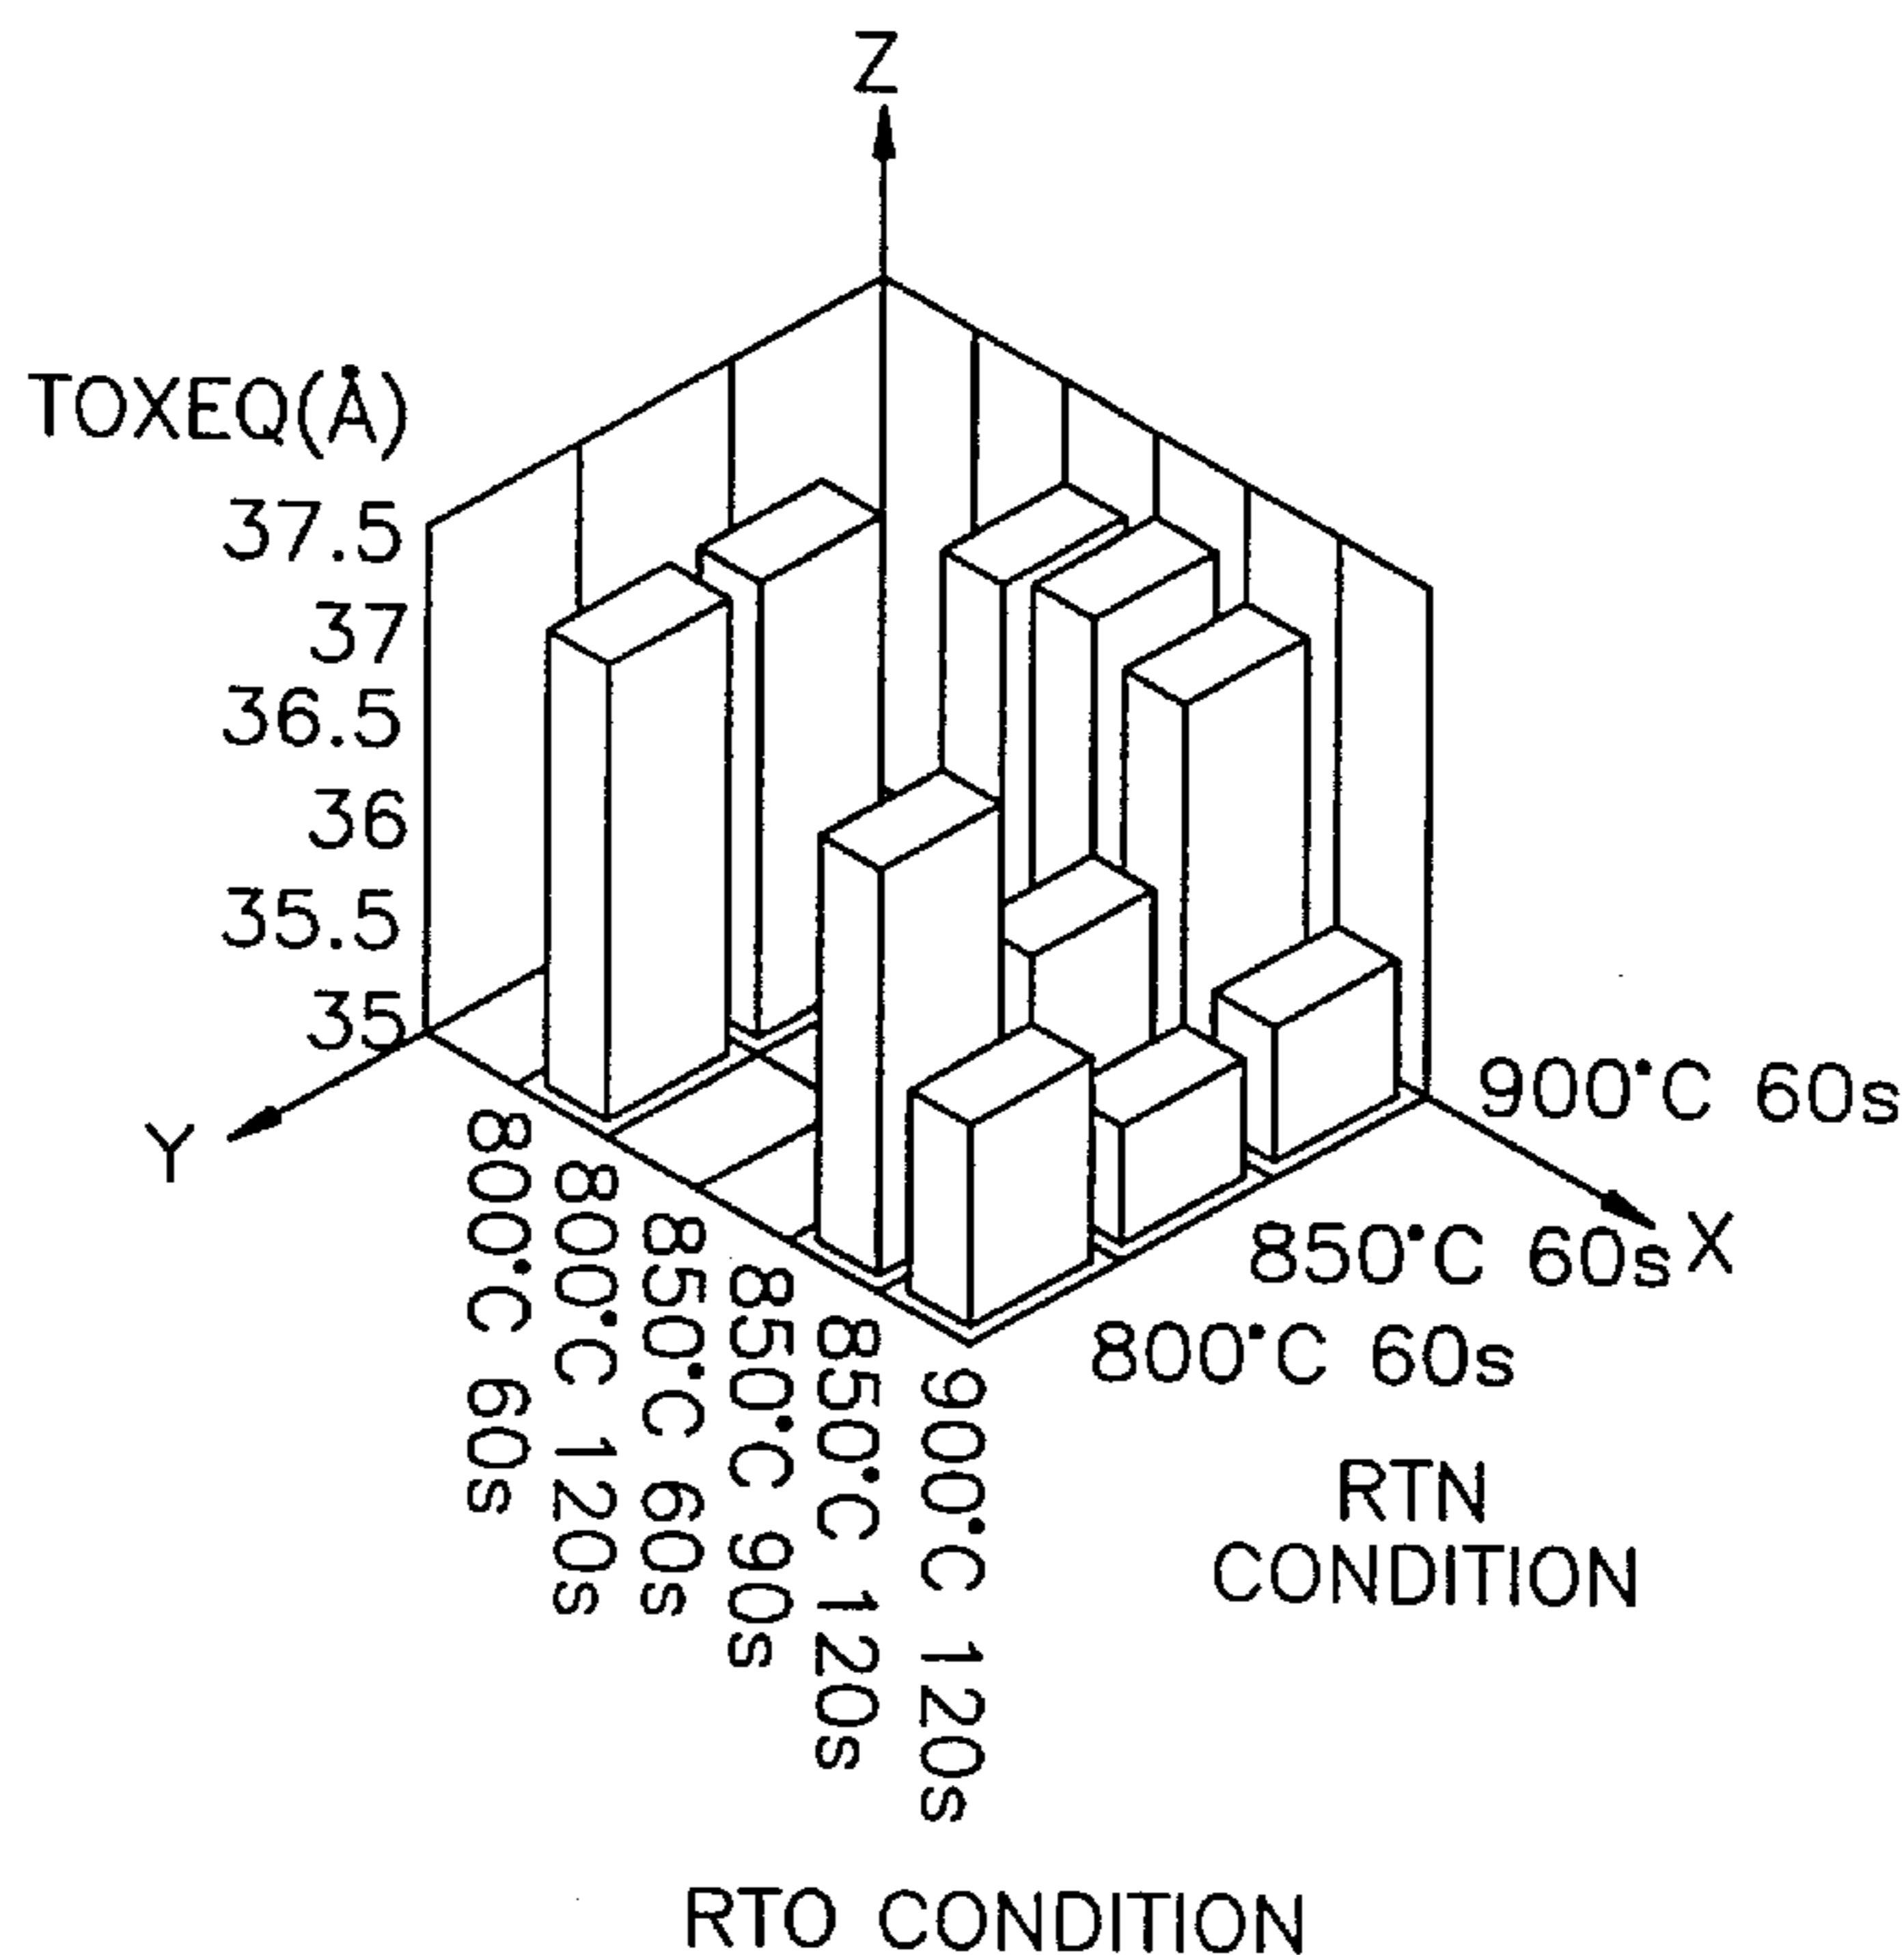 Z
TOXEQ(Å)
37.5
37
36.5
36
35.5
35
Y
X
900°C 60s
850°C 60s
800°C 60s
RTN
CONDITION
800°C 60s
800°C 120s
850°C 60s
850°C 90s
850°C 120s
900°C 120s
RTO CONDITION